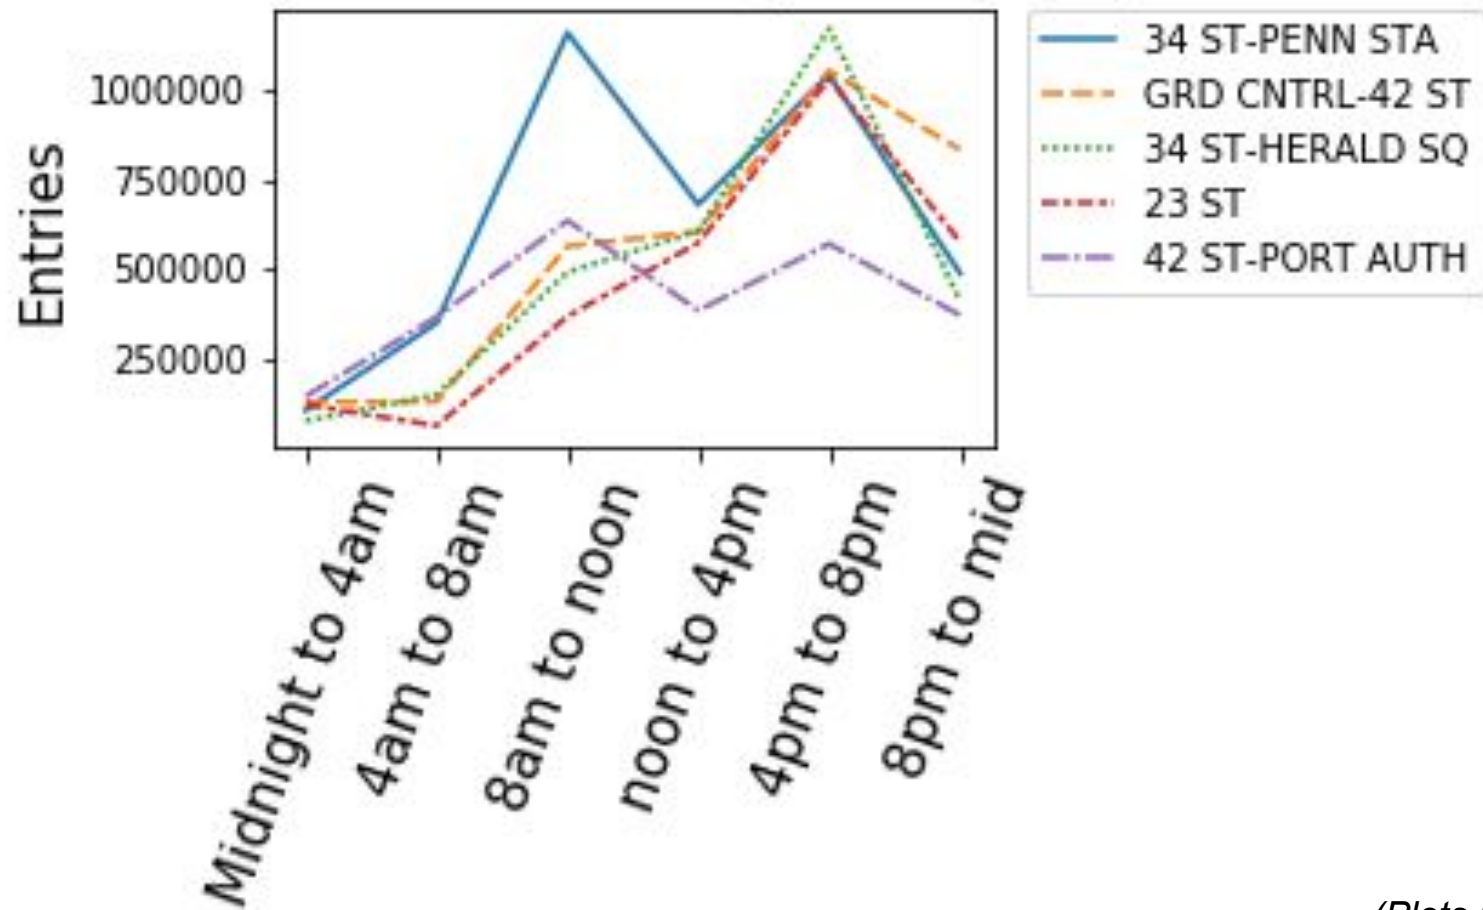 Entries
1000000
750000
500000
250000
Midnight to 4am
4am to 8am
8am to noon
noon to 4pm
4pm to 8pm
8pm to mid
34 ST-PENN STA
GRD CNTRL-42 ST
34 ST-HERALD SQ
23 ST
42 ST-PORT AUTH